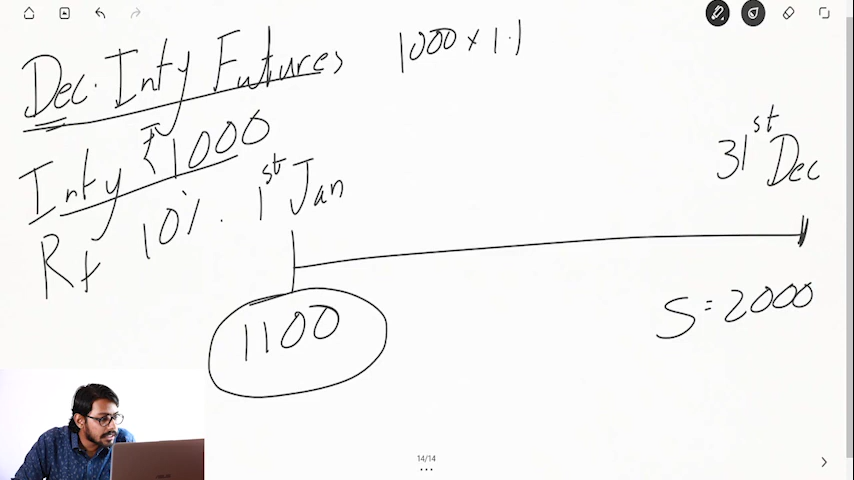 Dec. Infy Futures
1000 × 1.1
Infy ₹1000
Rf 10%.
1st Jan
31st Dec
1100
S = 2000
14/14